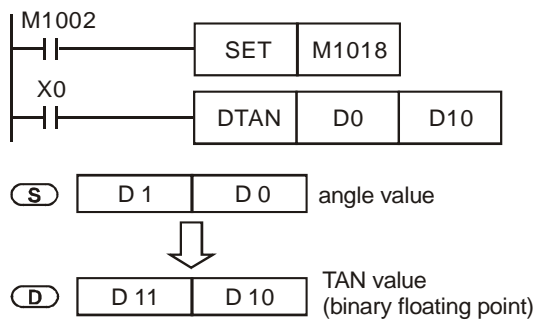 M1002
SET M1018
X0
DTAN D0 D10
S D 1 D 0 angle value
D D 11 D 10 TAN value
(binary floating point)